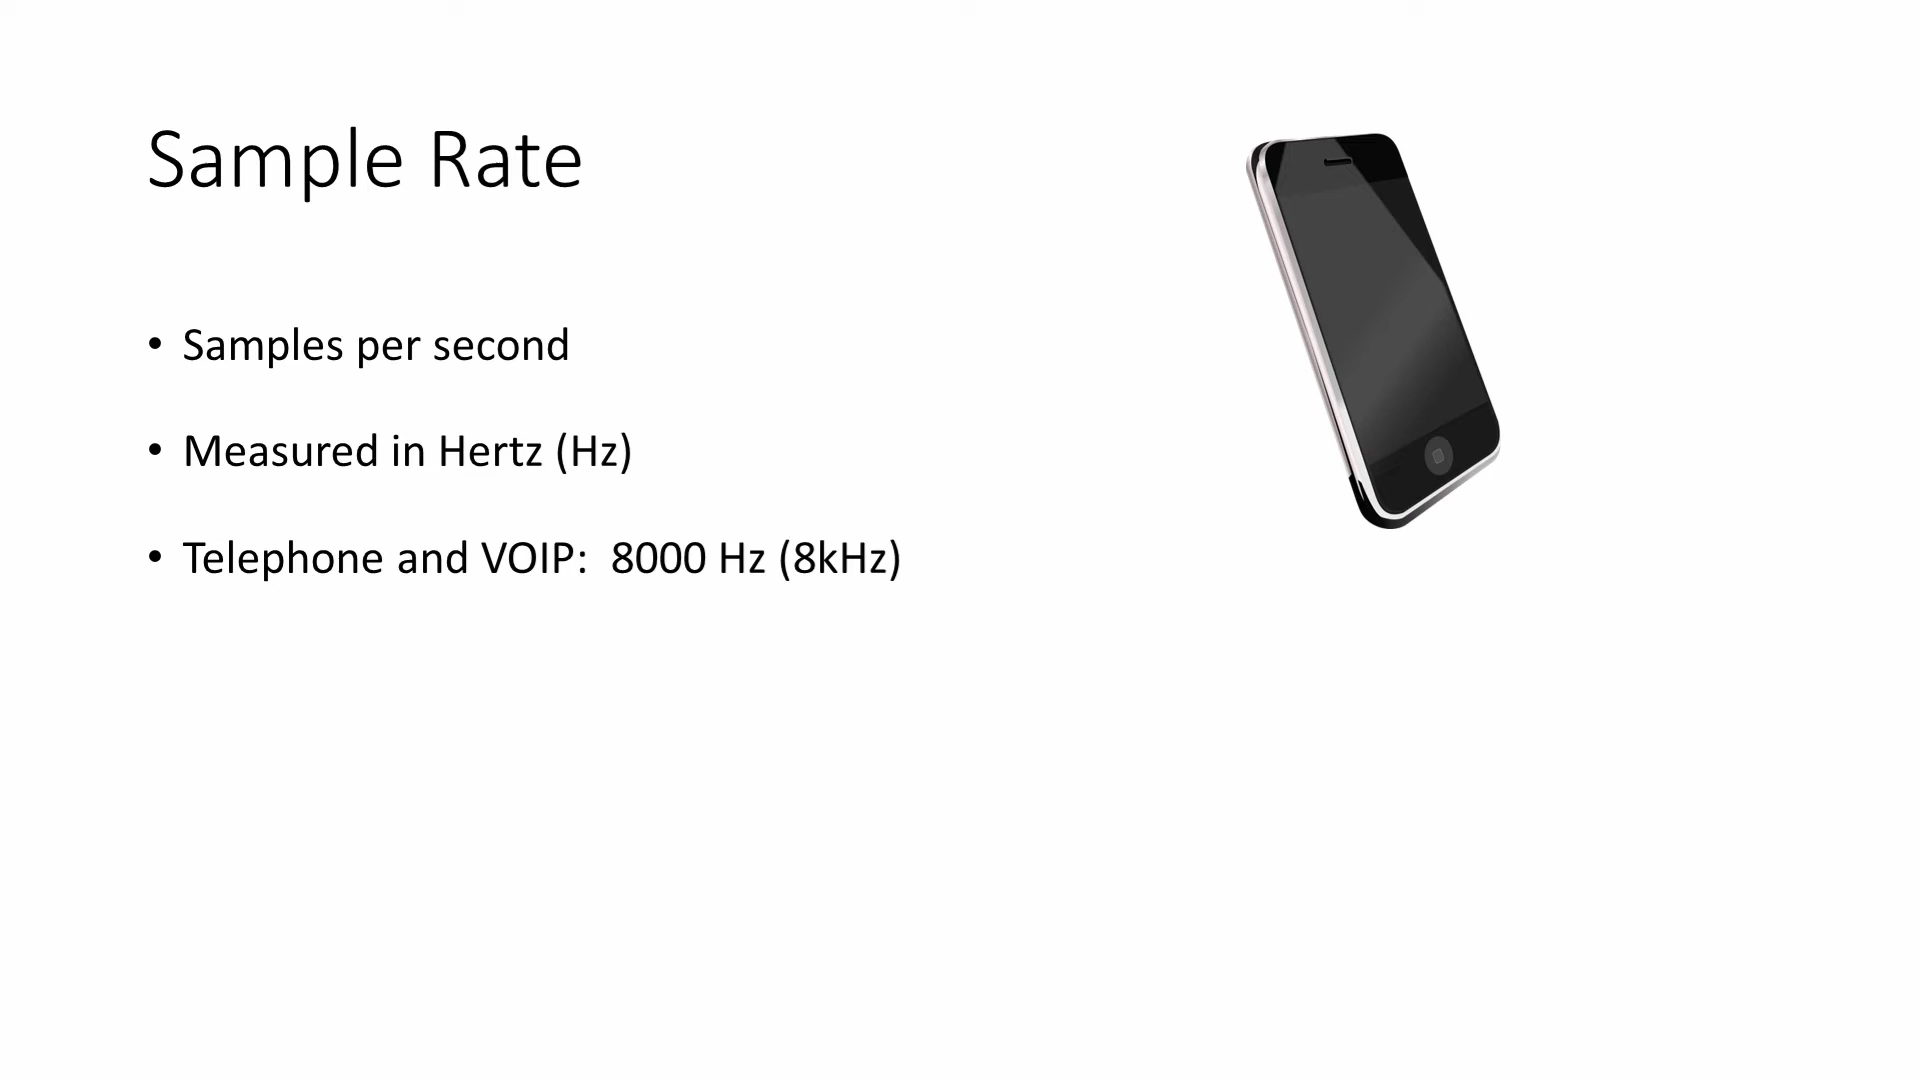 Sample Rate
• Samples per second
• Measured in Hertz (Hz)
• Telephone and VOIP:  8000 Hz (8kHz)